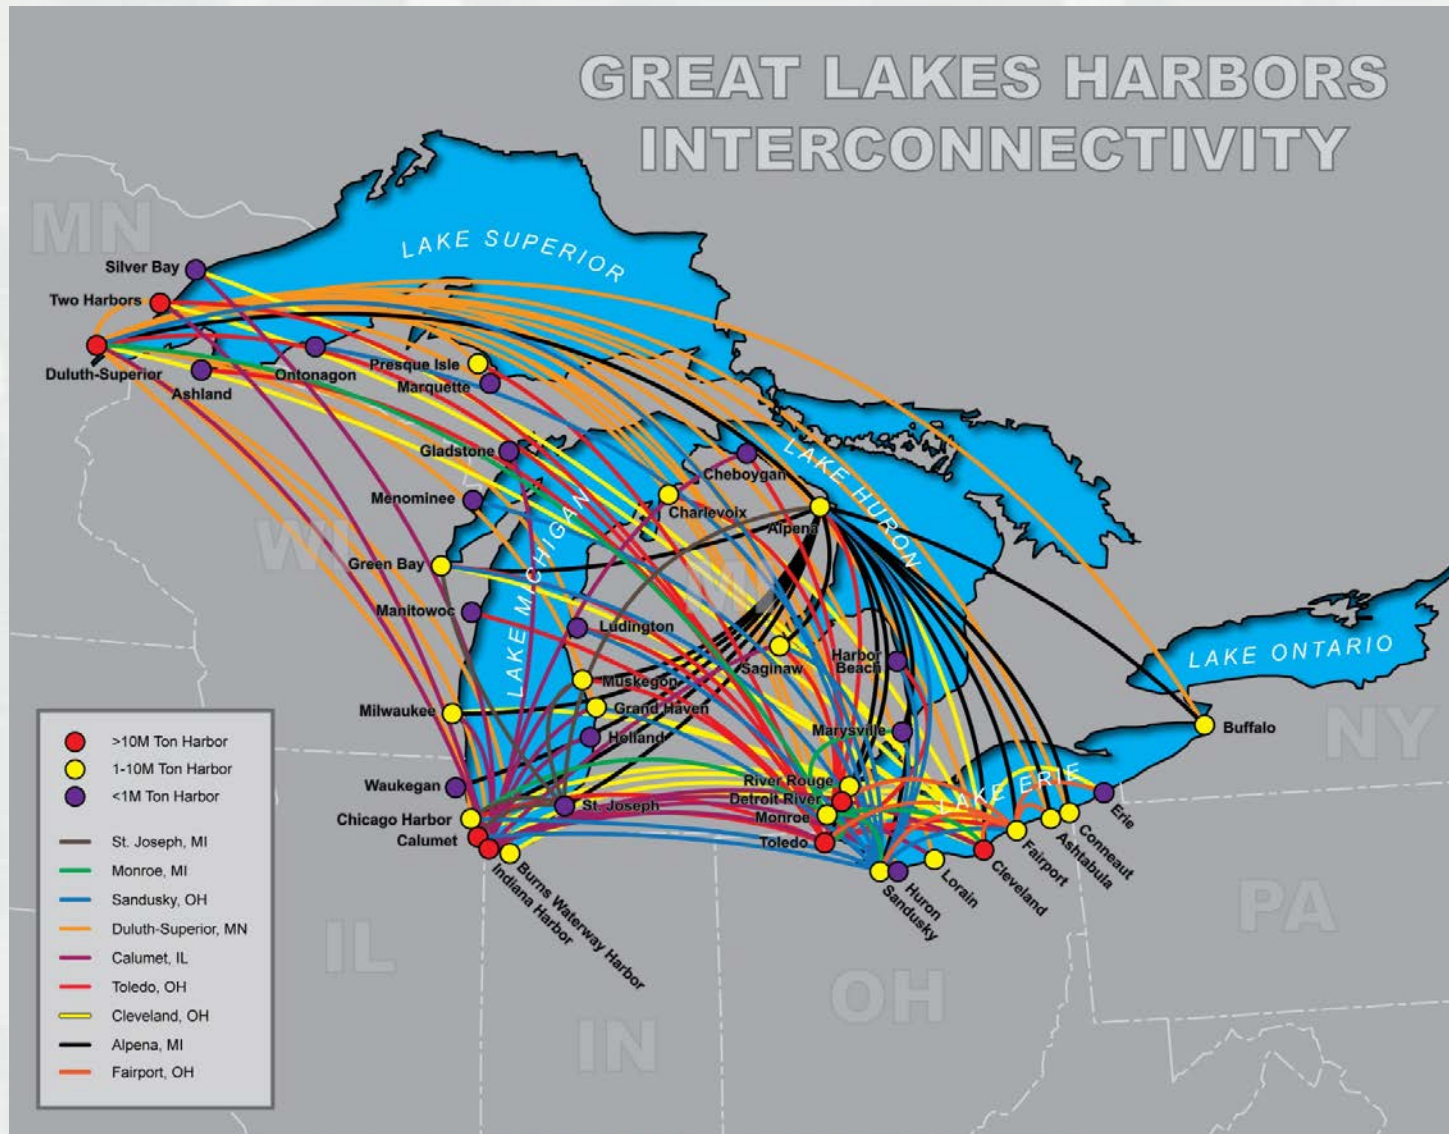 GREAT LAKES HARBORS
INTERCONNECTIVITY
MN
LAKE SUPERIOR
Silver Bay
Two Harbors
Duluth-Superior
Ashland
Ontonagon
Presque Isle
Marquette
Gladstone
Cheboygan
LAKE HURON
Menominee
Charlevoix
Alpena
WI
LAKE MICHIGAN
Green Bay
MI
Manitowoc
Ludington
Saginaw
Harbor
Beach
LAKE ONTARIO
Muskegon
Grand Haven
Milwaukee
Holland
Marysville
Buffalo
NY
Waukegan
River Rouge
Detroit River
LAKE ERIE
St. Joseph
Chicago Harbor
Monroe
Erie
Calumet
Toledo
Conneaut
Ashtabula
Fairport
Cleveland
Lorain
Huron
Sandusky
Burns Waterway Harbor
Indiana Harbor
PA
IL
OH
IN
>10M Ton Harbor
1-10M Ton Harbor
<1M Ton Harbor
St. Joseph, MI
Monroe, MI
Sandusky, OH
Duluth-Superior, MN
Calumet, IL
Toledo, OH
Cleveland, OH
Alpena, MI
Fairport, OH